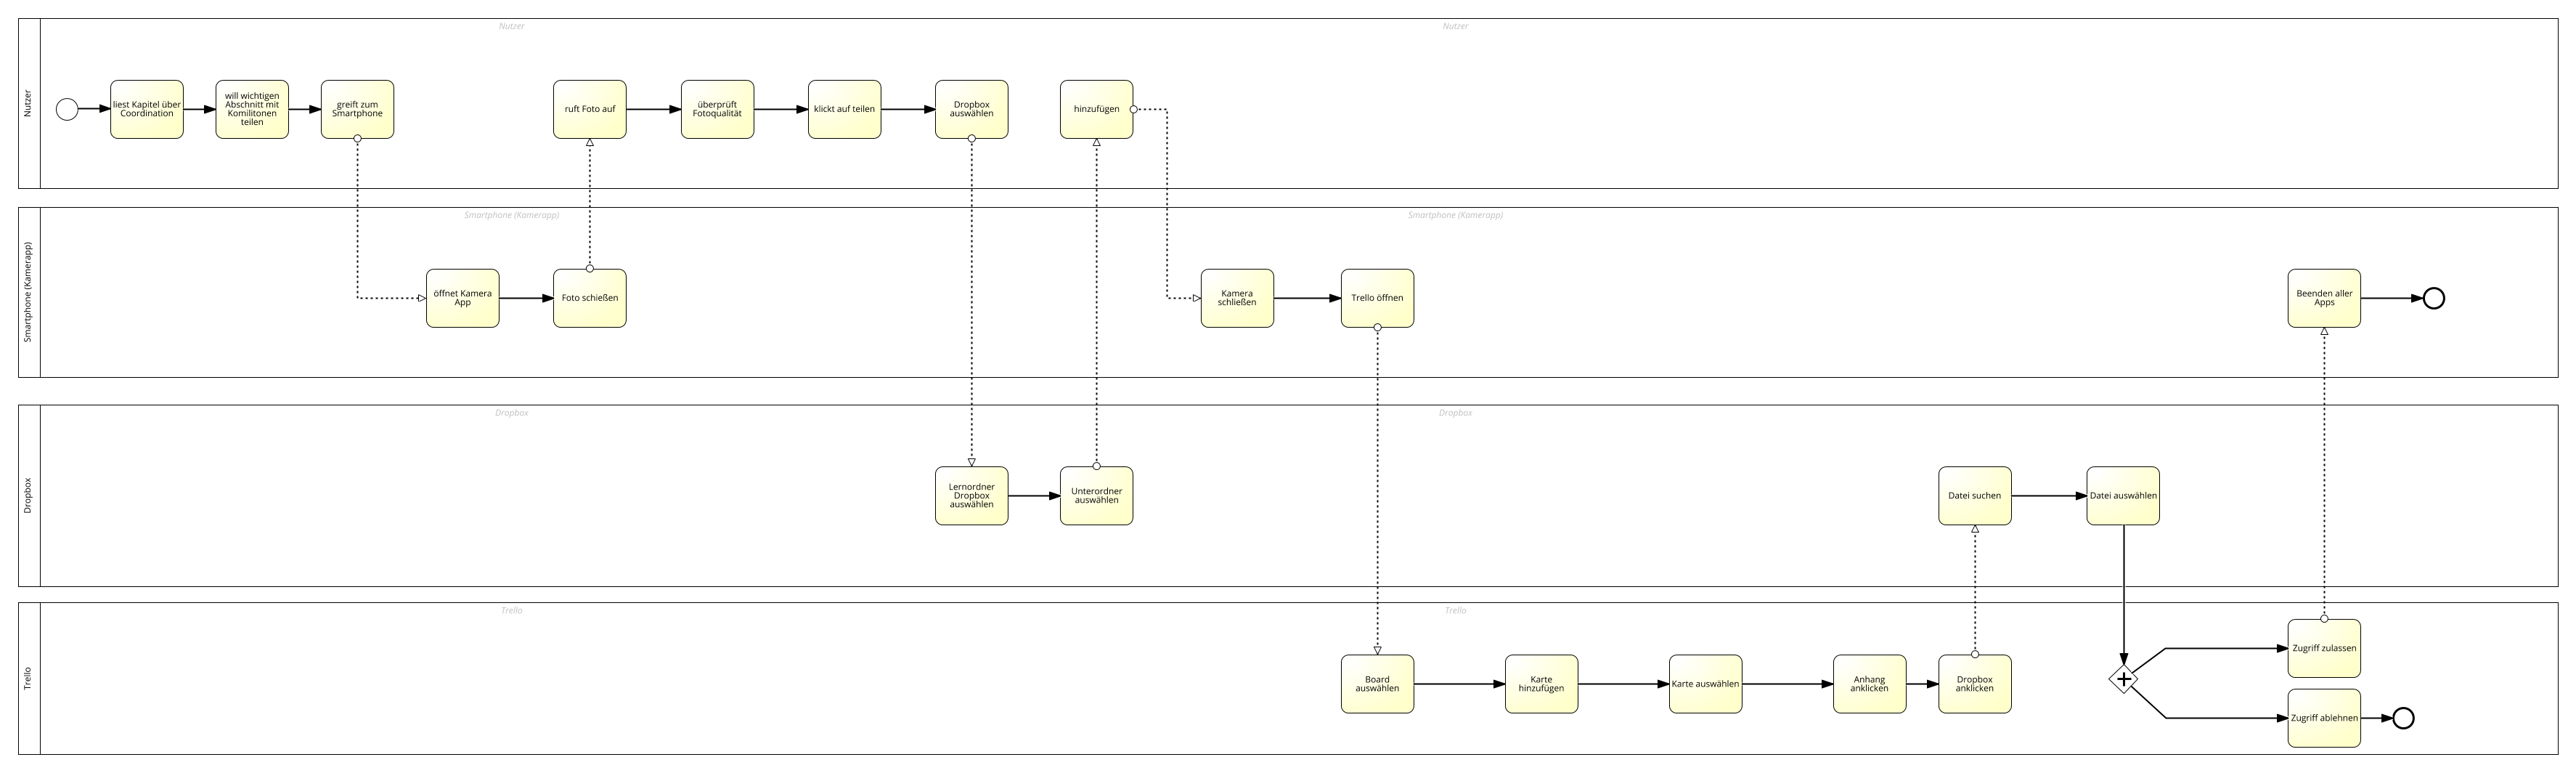 Nutzer
Nutzer
Nutzer
liest Kapitel über
Coordination
will wichtigen
Abschnitt mit
Komilitonen
teilen
greift zum
Smartphone
ruft Foto auf
überprüft
Fotoqualität
klickt auf teilen
Dropbox
auswählen
hinzufügen
Smartphone (Kamerapp)
Smartphone (Kamerapp)
Smartphone (Kamerapp)
öffnet Kamera
App
Foto schießen
Kamera
schließen
Trello öffnen
Beenden aller
Apps
Dropbox
Dropbox
Dropbox
Lernordner
Dropbox
auswählen
Unterordner
auswählen
Datei suchen
Datei auswählen
Trello
Trello
Trello
Board
auswählen
Karte
hinzufügen
Karte auswählen
Anhang
anklicken
Dropbox
anklicken
Zugriff zulassen
Zugriff ablehnen